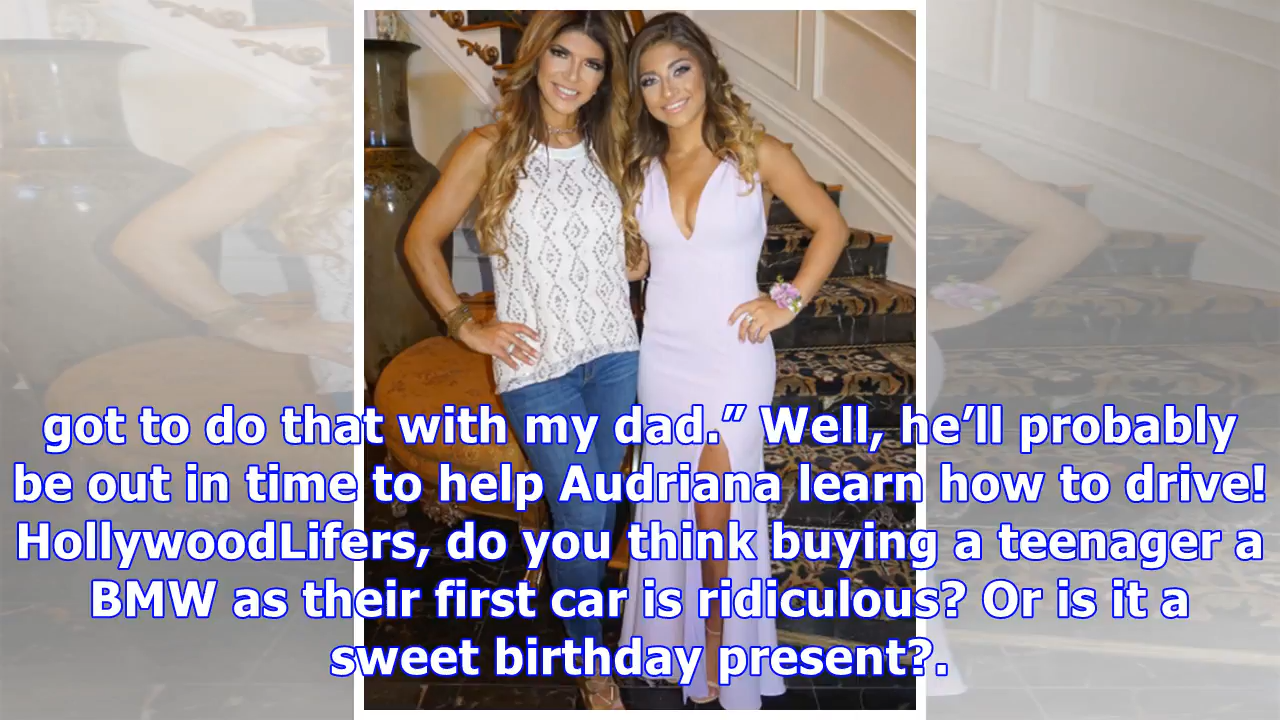 got to do that with my dad.” Well, he’ll probably
be out in time to help Audriana learn how to drive!
HollywoodLifers, do you think buying a teenager a
BMW as their first car is ridiculous? Or is it a
sweet birthday present?.